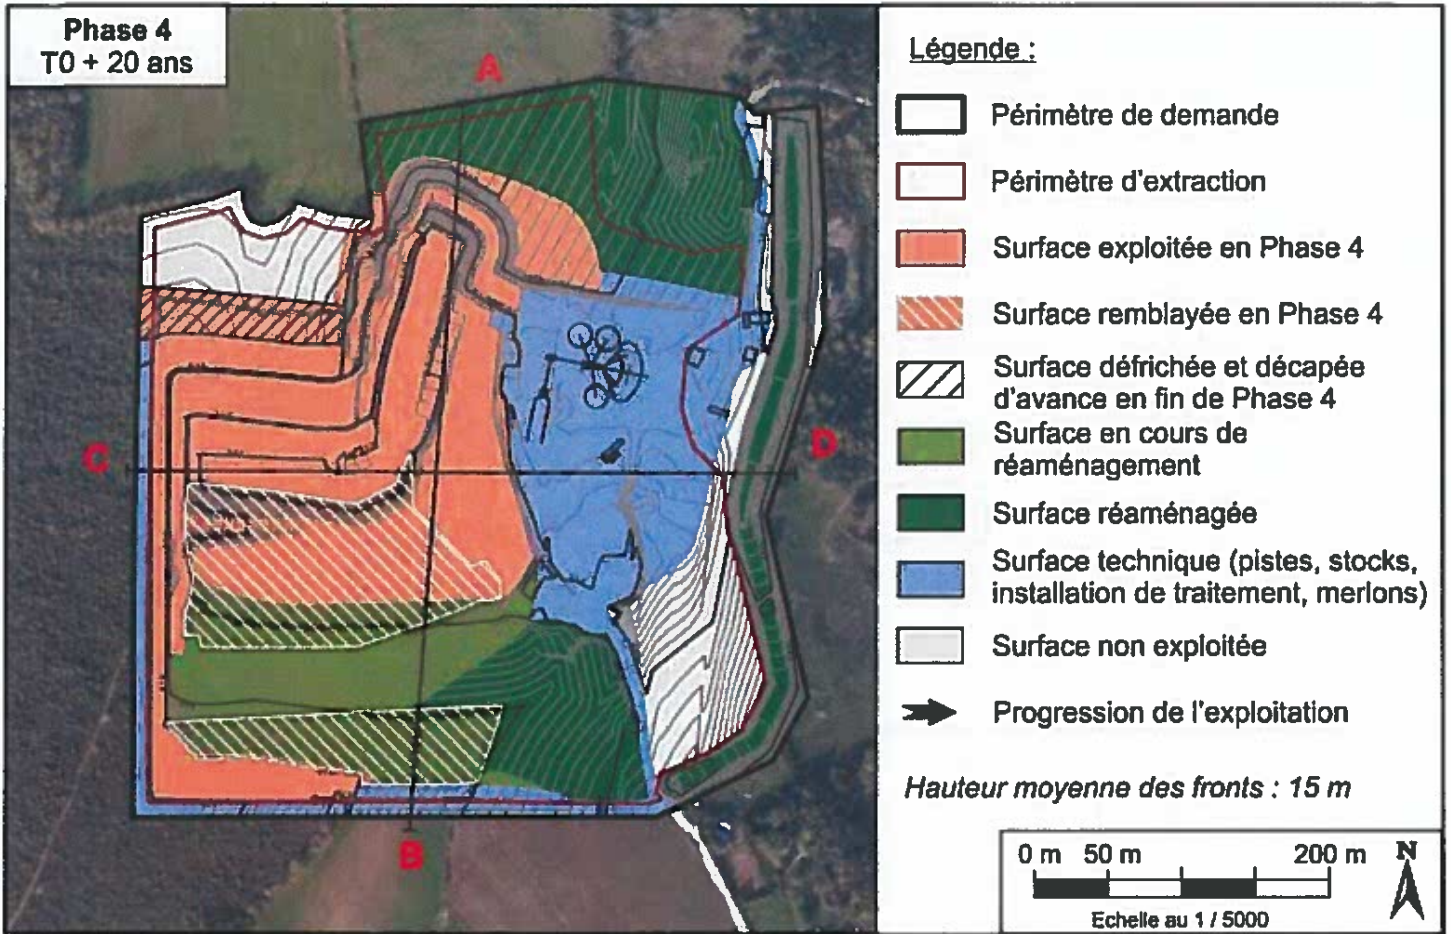 Phase 4
T0 + 20 ans
A
C
D
B
Légende :
Périmètre de demande
Périmètre d'extraction
Surface exploitée en Phase 4
Surface remblayée en Phase 4
Surface défrichée et décapée
d'avance en fin de Phase 4
Surface en cours de
réaménagement
Surface réaménagée
Surface technique (pistes, stocks,
installation de traitement, merlons)
Surface non exploitée
Progression de l'exploitation
Hauteur moyenne des fronts : 15 m
0 m 50 m 200 m N
Echelle au 1 / 5000